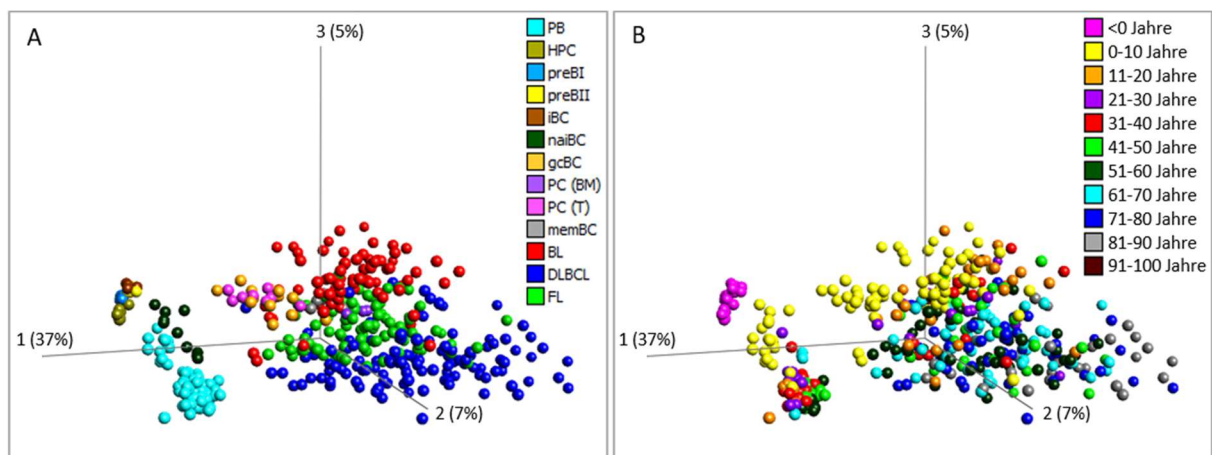 A
3 (5%)
1 (37%)
2 (7%)
PB
HPC
preBI
preBII
iBC
naiBC
gcBC
PC (BM)
PC (T)
memBC
BL
DLBCL
FL
B
3 (5%)
1 (37%)
2 (7%)
<0 Jahre
0-10 Jahre
11-20 Jahre
21-30 Jahre
31-40 Jahre
41-50 Jahre
51-60 Jahre
61-70 Jahre
71-80 Jahre
81-90 Jahre
91-100 Jahre